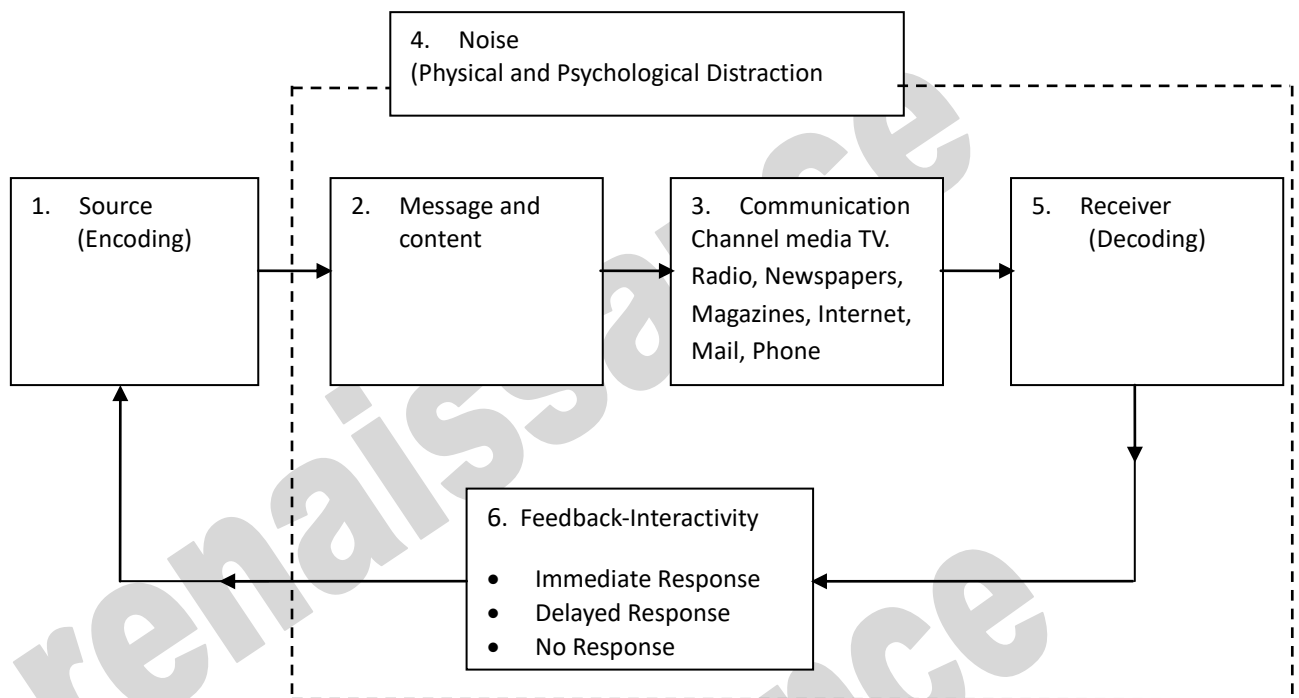 4. Noise
(Physical and Psychological Distraction
1. Source
(Encoding)
2. Message and
content
3. Communication
Channel media TV.
Radio, Newspapers,
Magazines, Internet,
Mail, Phone
5. Receiver
(Decoding)
6. Feedback-Interactivity
• Immediate Response
• Delayed Response
• No Response
renaissance